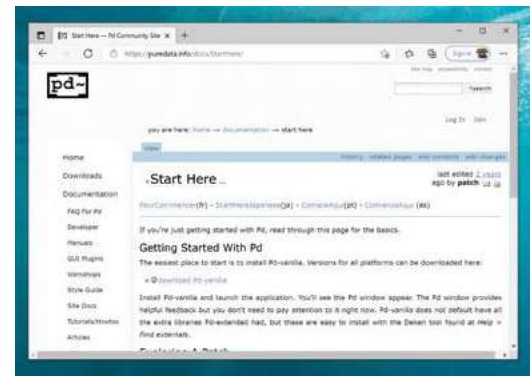 Start Here — Pd Community Site
https://puredata.info/docs/StartHere/
pd~
Search
Log In Join
you are here: home → documentation → start here
View
history related pages
Home
Downloads
Documentation
FAQ For Pd
Developer
Manuals
GUI Plugins
Workshops
Style Guide
Site Docs
Tutorials/Howtos
Articles
Start Here ...
last edited 2 years
ago by patch
PourCommencer(fr) - StartHereJapanese(ja) - ComeceAqui(pt) - ComienzaAqui (es)
If you're just getting started with Pd, read through this page for the basics.
Getting Started With Pd
The easiest place to start is to install Pd-vanilla. Versions for all platforms can be downloaded here:
download Pd-vanilla
Install Pd-vanilla and launch the application. You'll see the Pd window appear. The Pd window provides
helpful feedback but you don't need to pay attention to it right now. Pd-vanilla does not default have all
the extra libraries Pd-extended had, but these are easy to install with the Deken tool found at Help >
Find externals.